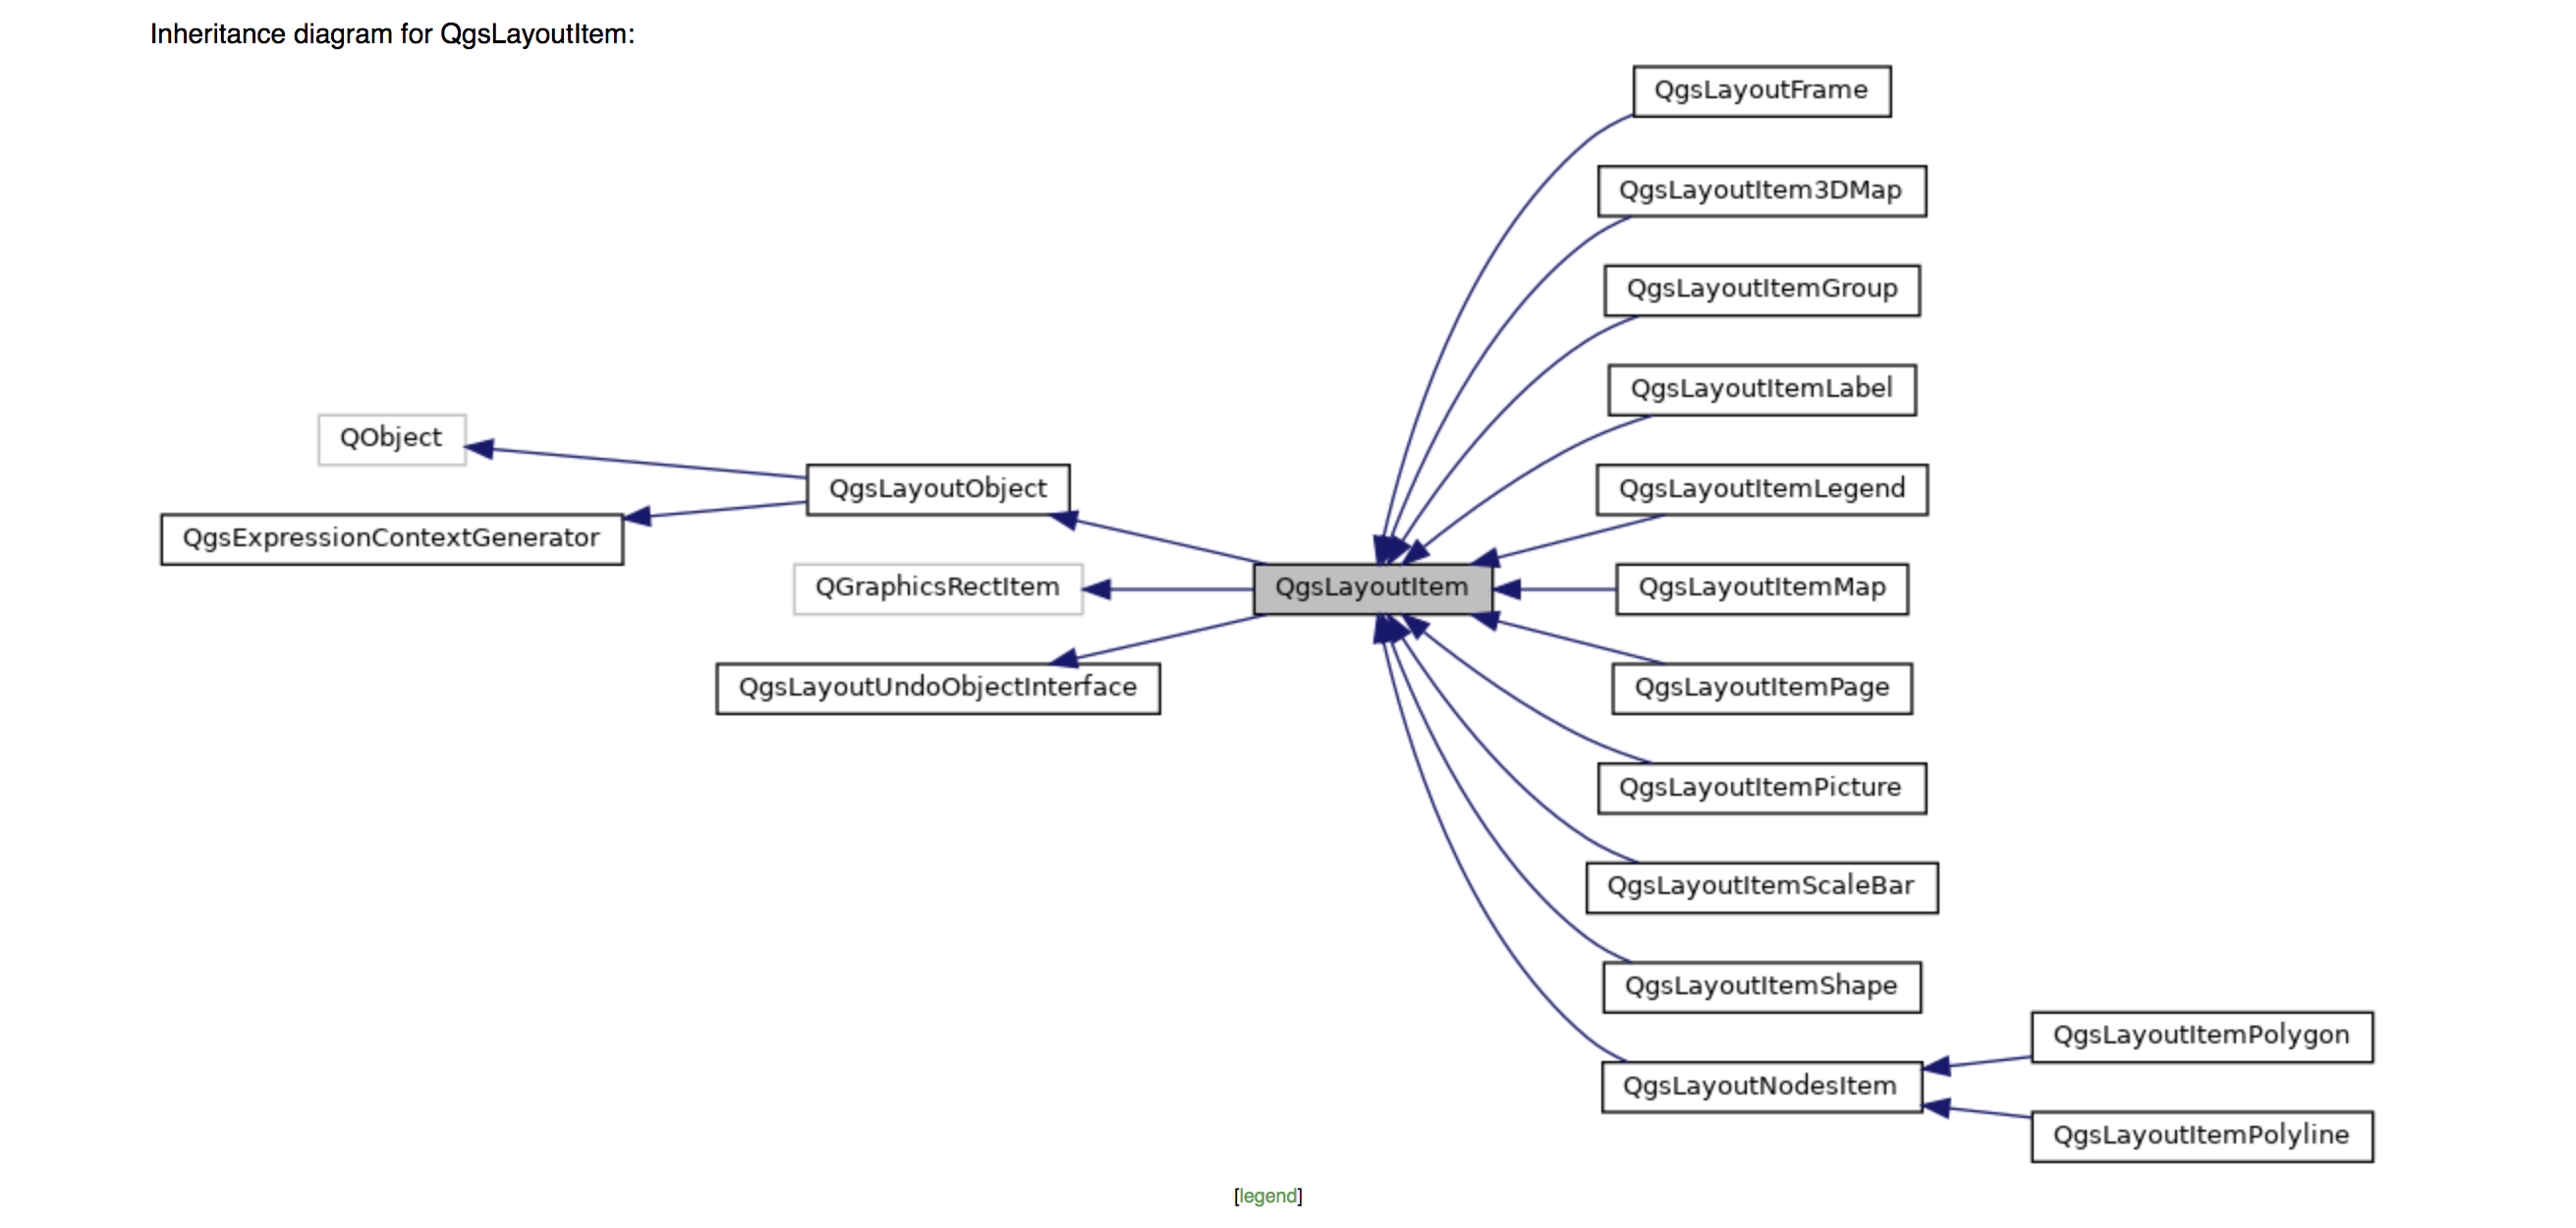 Inheritance diagram for QgsLayoutItem:
QgsLayoutFrame
QgsLayoutItem3DMap
QgsLayoutItemGroup
QgsLayoutItemLabel
QObject
QgsLayoutObject
QgsLayoutItemLegend
QgsExpressionContextGenerator
QGraphicsRectItem
QgsLayoutItem
QgsLayoutItemMap
QgsLayoutUndoObjectInterface
QgsLayoutItemPage
QgsLayoutItemPicture
QgsLayoutItemScaleBar
QgsLayoutItemShape
QgsLayoutItemPolygon
QgsLayoutNodesItem
QgsLayoutItemPolyline
[legend]